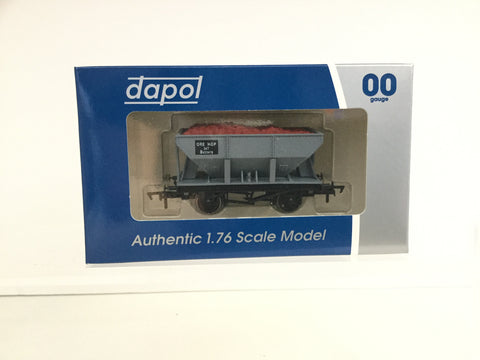 dapol
00
gauge
ORE HOP
Authentic 1.76 Scale Model